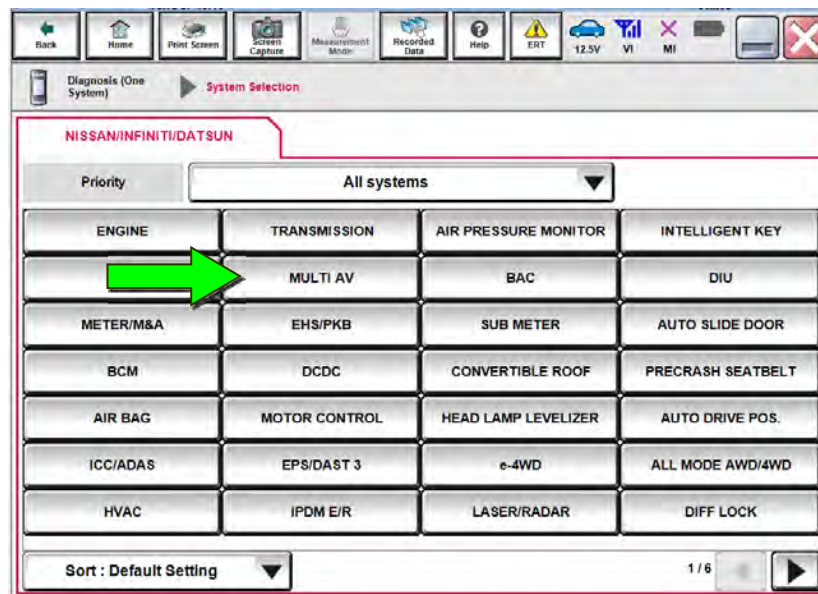 Back
Home
Print Screen
Screen Capture
Measurement Mode
Recorded Data
Help
ERT
12.5V
VI
MI
Diagnosis (One System)
System Selection
NISSAN/INFINITI/DATSUN
Priority
All systems
ENGINE
TRANSMISSION
AIR PRESSURE MONITOR
INTELLIGENT KEY
MULTI AV
BAC
DIU
METER/M&A
EHS/PKB
SUB METER
AUTO SLIDE DOOR
BCM
DCDC
CONVERTIBLE ROOF
PRECRASH SEATBELT
AIR BAG
MOTOR CONTROL
HEAD LAMP LEVELIZER
AUTO DRIVE POS.
ICC/ADAS
EPS/DAST 3
e-4WD
ALL MODE AWD/4WD
HVAC
IPDM E/R
LASER/RADAR
DIFF LOCK
Sort : Default Setting
1/6